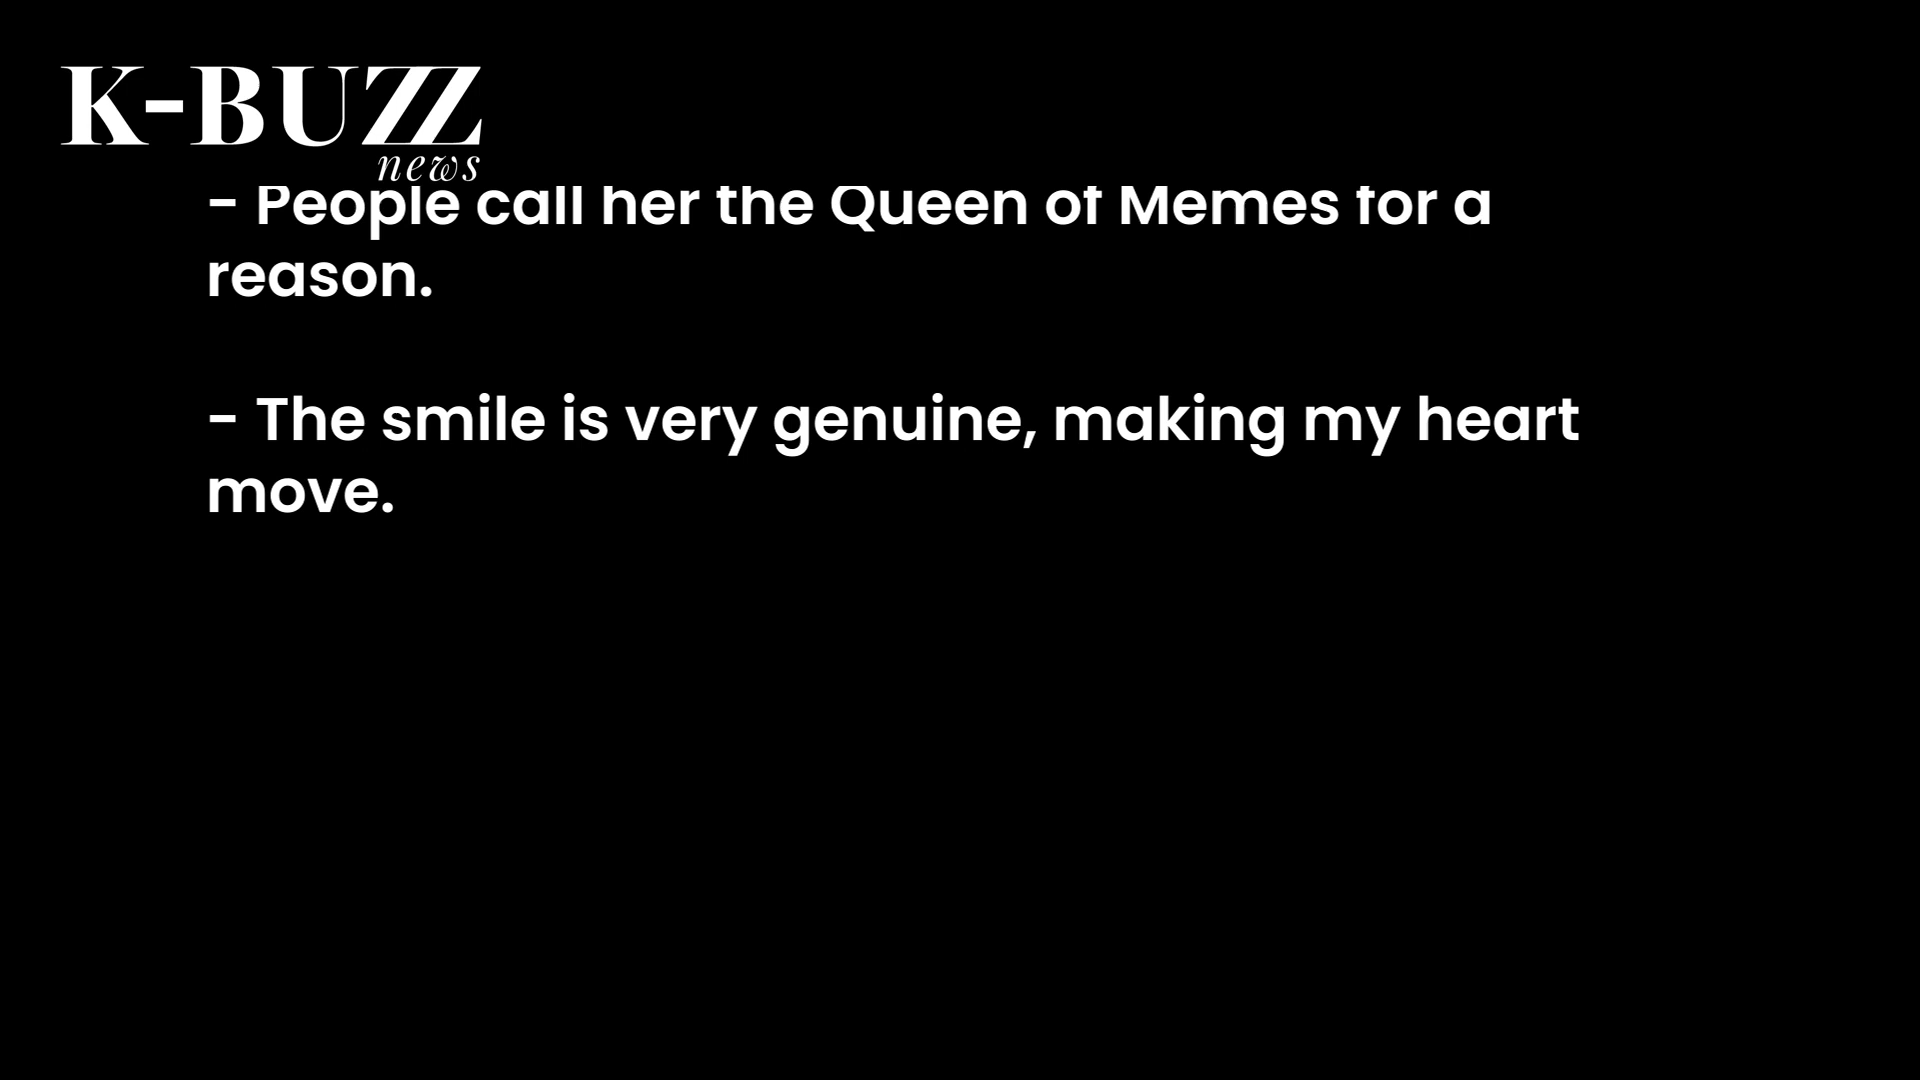 K-BUZZ
news
- People call her the Queen of Memes for a
reason.
- The smile is very genuine, making my heart
move.